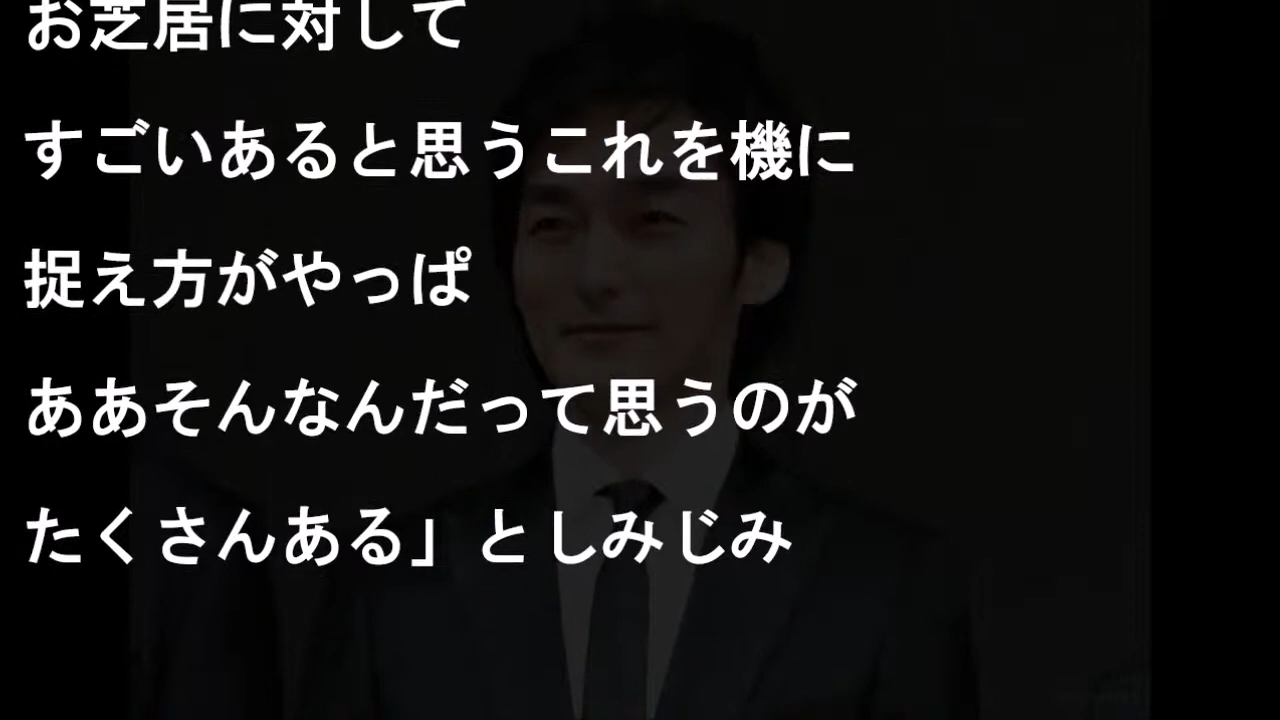 お芝居に対して
すごいあると思うこれを機に
捉え方がやっぱ
ああそんなんだって思うのが
たくさんある」としみじみ